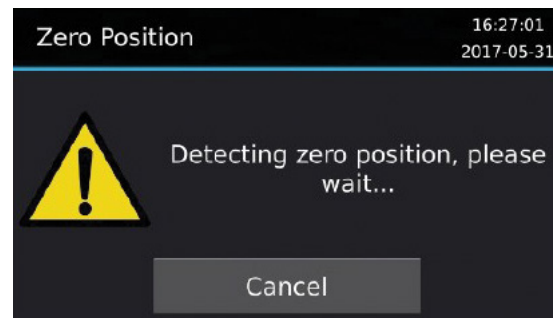 Zero Position
16:27:01
2017-05-31
Detecting zero position, please
wait...
Cancel